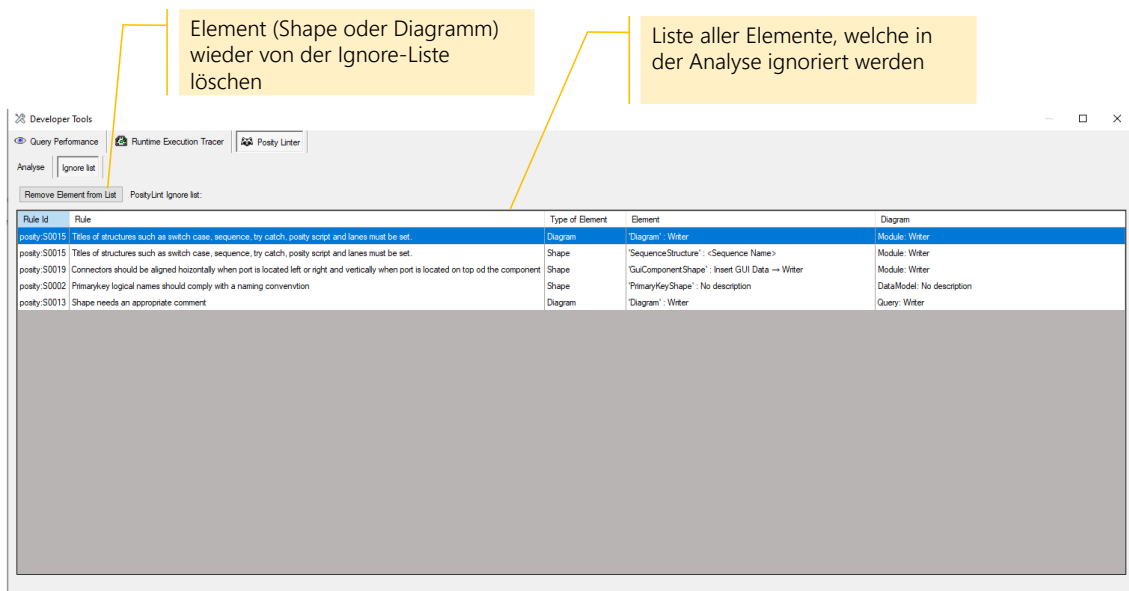 Element (Shape oder Diagramm)
wieder von der Ignore-Liste
löschen
Liste aller Elemente, welche in
der Analyse ignoriert werden
Developer Tools
Query Perfomance Runtime Execution Tracer Posity Linter
Analyse Ignore list
Remove Element from List PosityLint Ignore list:
Rule Id Rule Type of Element Element Diagram
posity:S0015 Titles of structures such as switch case, sequence, try catch, posity script and lanes must be set. Diagram 'Diagram' : Writer Module: Writer
posity:S0015 Titles of structures such as switch case, sequence, try catch, posity script and lanes must be set. Shape 'SequenceStructure' : <Sequence Name> Module: Writer
posity:S0019 Connectors should be aligned hoizontally when port is located left or right and vertically when port is located on top od the component Shape 'GuiComponentShape' : Insert GUI Data → Writer Module: Writer
posity:S0002 Primarykey logical names should comply with a naming convenvtion Shape 'PrimaryKeyShape' : No description DataModel: No description
posity:S0013 Shape needs an appropriate comment Diagram 'Diagram' : Writer Query: Writer